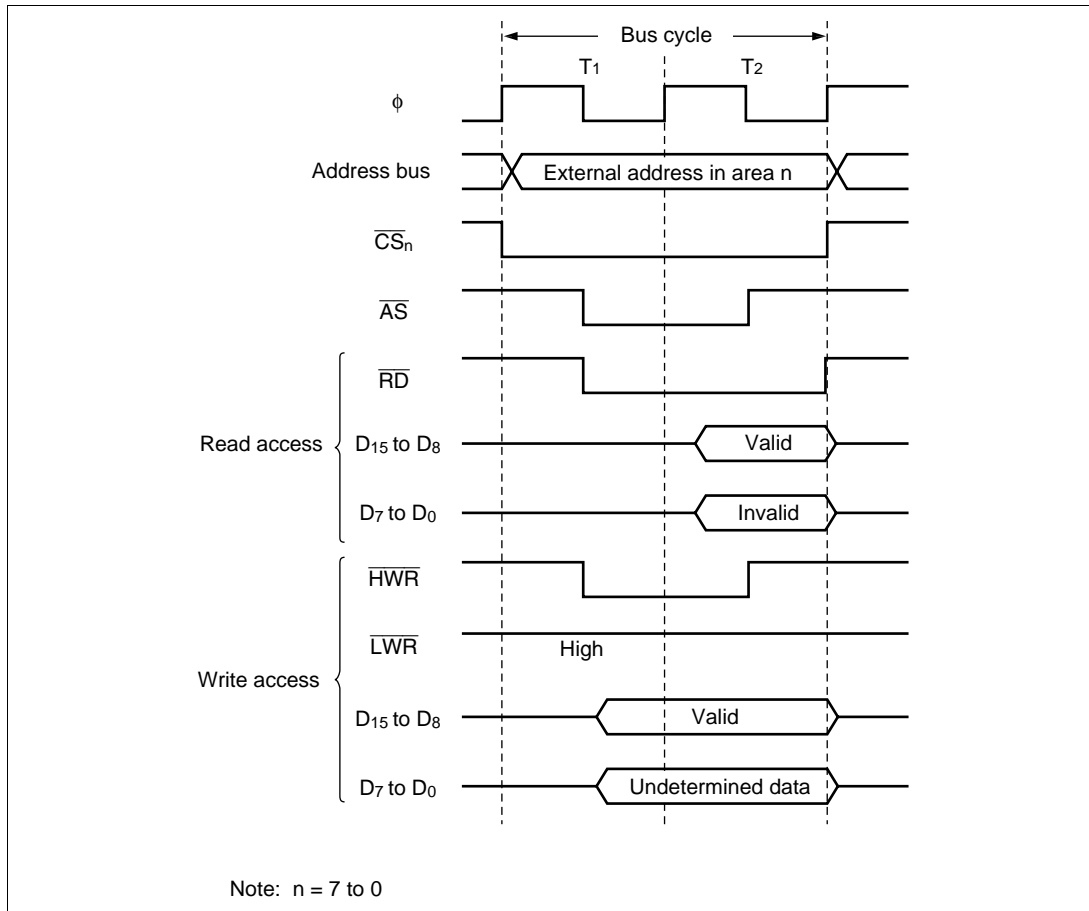 Bus cycle
T1 T2
φ
Address bus External address in area n
CSn
AS
RD
Read access D15 to D8 Valid
D7 to D0 Invalid
HWR
LWR High
Write access
D15 to D8 Valid
D7 to D0 Undetermined data
Note: n = 7 to 0